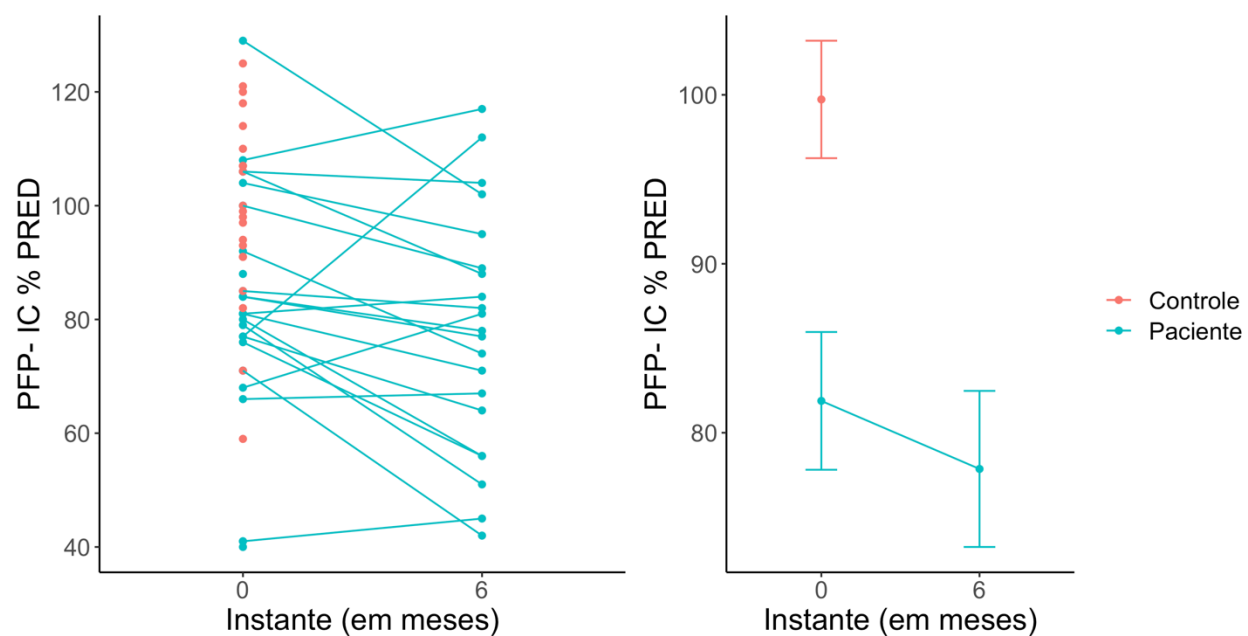 PFP- IC % PRED
120
100
80
60
40
0
6
Instante (em meses)
PFP- IC % PRED
100
90
80
0
6
Instante (em meses)
Controle
Paciente